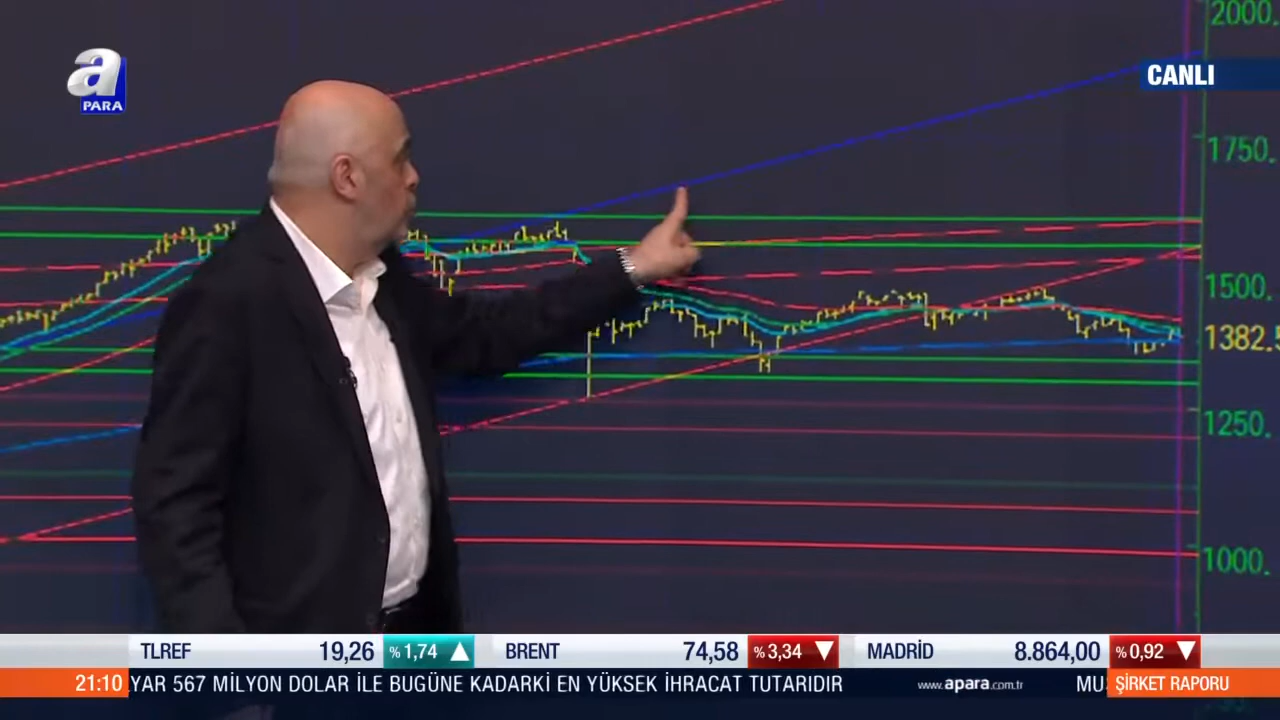 a
PARA
CANLI
2000.
1750.
1500.
1382.5
1250.
1000.
TLREF 19,26 %1,74 ▲ BRENT 74,58 %3,34 ▼ MADRİD 8.864,00 %0,92 ▼
21:10 YAR 567 MİLYON DOLAR İLE BUGÜNE KADARKİ EN YÜKSEK İHRACAT TUTARIDIR www.apara.com.tr ŞİRKET RAPORU